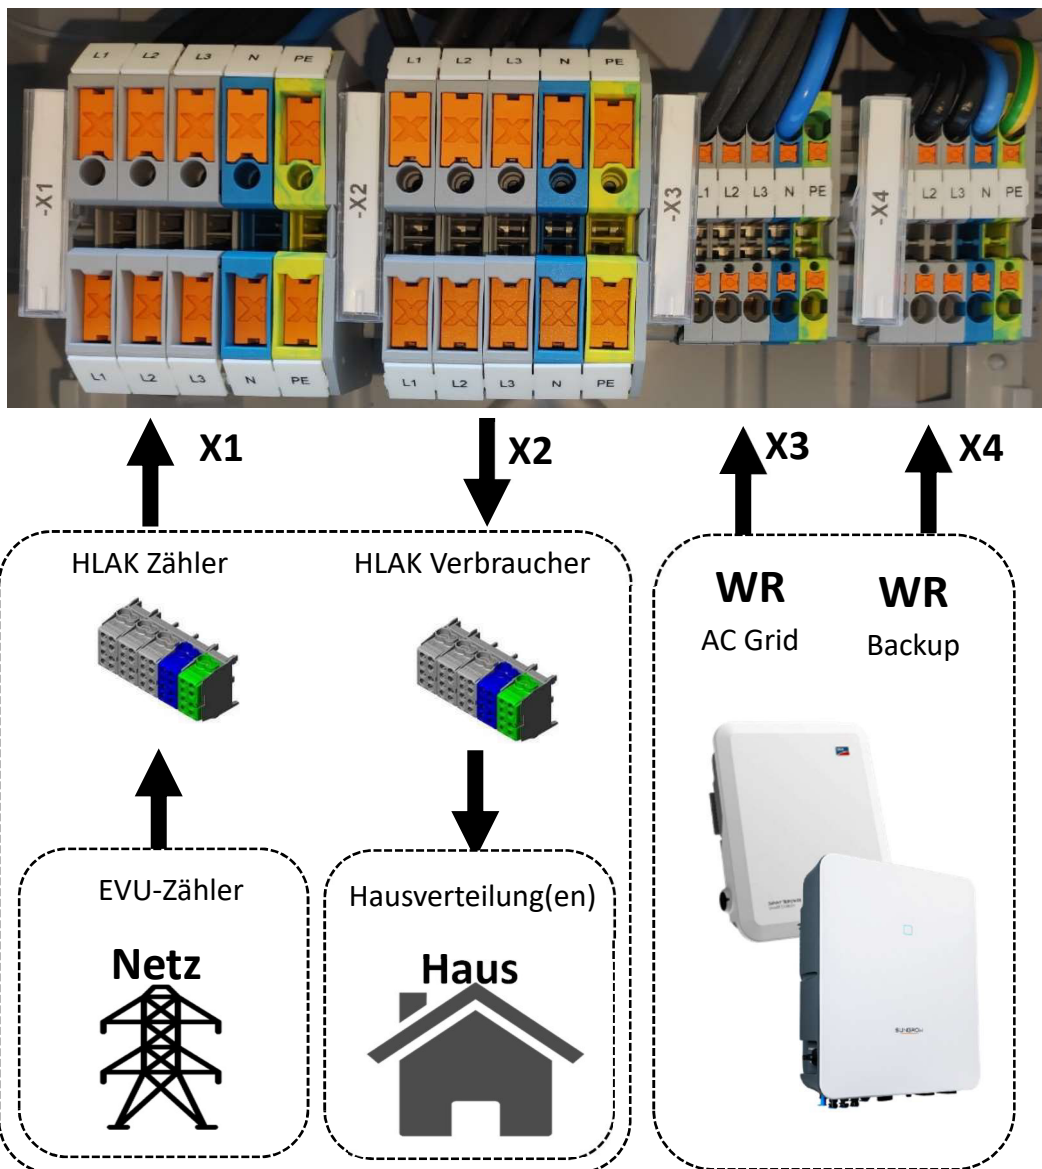 L1 L2 L3 N PE
L1 L2 L3 N PE
-X1
-X2
-X3
-X4
L1 L2 L3 N PE
L2 L3 N PE
L1 L2 L3 N PE
L1 L2 L3 N PE
X1
X2
X3
X4
HLAK Zähler
HLAK Verbraucher
WR
AC Grid
WR
Backup
EVU-Zähler
Netz
Hausverteilung(en)
Haus